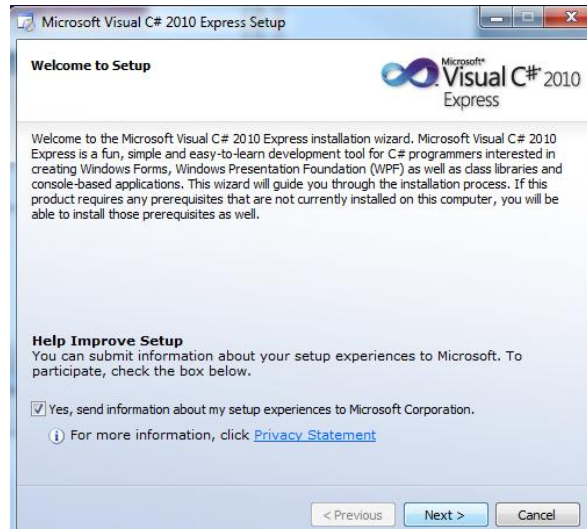 Microsoft Visual C# 2010 Express Setup
Welcome to Setup
Microsoft®
Visual C# 2010
Express
Welcome to the Microsoft Visual C# 2010 Express installation wizard. Microsoft Visual C# 2010
Express is a fun, simple and easy-to-learn development tool for C# programmers interested in
creating Windows Forms, Windows Presentation Foundation (WPF) as well as class libraries and
console-based applications. This wizard will guide you through the installation process. If this
product requires any prerequisites that are not currently installed on this computer, you will be
able to install those prerequisites as well.
Help Improve Setup
You can submit information about your setup experiences to Microsoft. To
participate, check the box below.
Yes, send information about my setup experiences to Microsoft Corporation.
For more information, click Privacy Statement
< Previous Next > Cancel